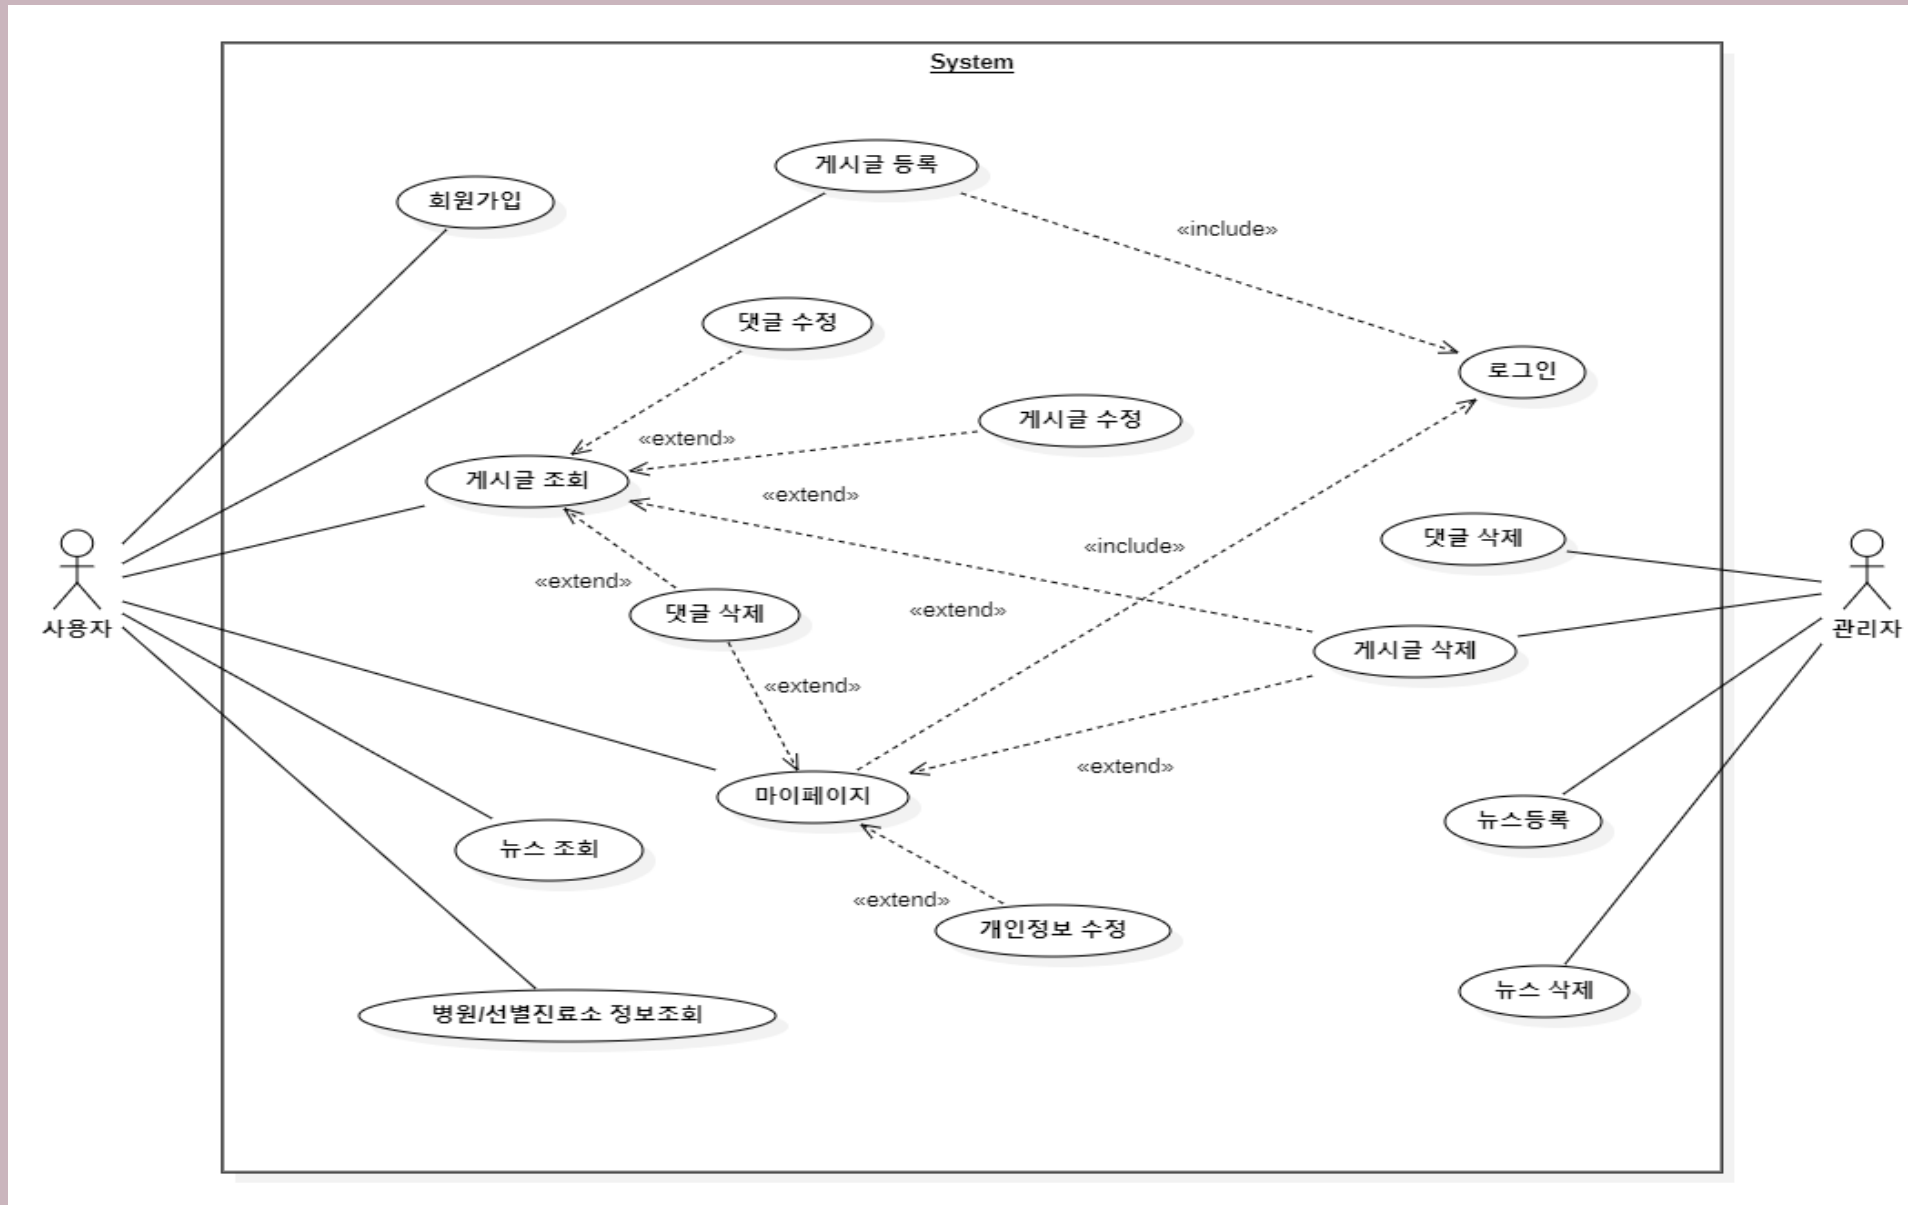 System
게시글 등록
회원가입
«include»
댓글 수정
로그인
게시글 수정
«extend»
게시글 조회
«extend»
댓글 삭제
«include»
«extend»
댓글 삭제
«extend»
사용자
관리자
게시글 삭제
«extend»
«extend»
마이페이지
뉴스등록
뉴스 조회
«extend»
개인정보 수정
뉴스 삭제
병원/선별진료소 정보조회